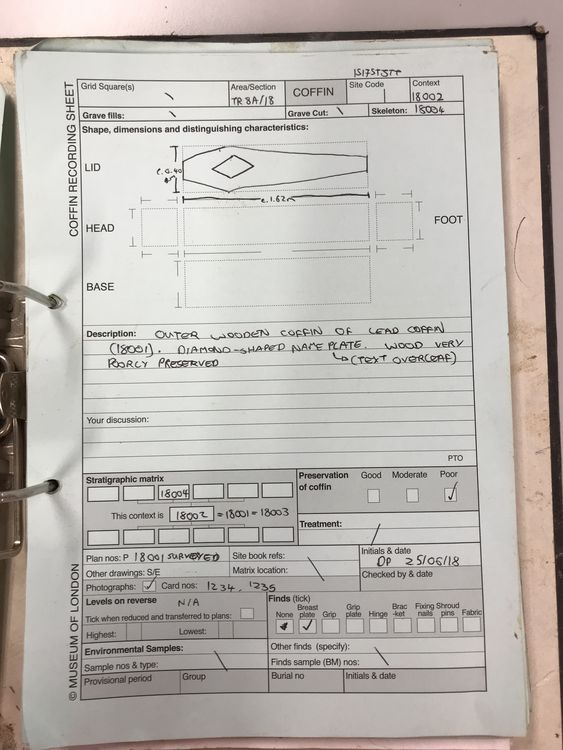 IS17STJTP
Grid Square(s) \
Area/Section
TR 3A/18
COFFIN
Site Code
Context
18002
Grave fills: \
Grave Cut: \
Skeleton: 18004
COFFIN RECORDING SHEET
Shape, dimensions and distinguishing characteristics:
LID
c.0.40
m
c.1.62m
HEAD
FOOT
BASE
Description: OUTER WOODEN COFFIN OF LEAD COFFIN
(18001). DIAMOND-SHAPED NAME PLATE. WOOD VERY
POORLY PRESERVED ↳(TEXT OVERLEAF)
Your discussion:
PTO
Stratigraphic matrix
18004
This context is 18002 = 18001 = 18003
Preservation of coffin
Good Moderate Poor
✓
Treatment: /
Plan nos: P 18001 SURVEYED
Site book refs:
Initials & date
DP 25/06/18
Other drawings: S/E
Matrix location: \
Checked by & date
Photographs: ✓ Card nos: 1234, 1235
Levels on reverse N/A
Tick when reduced and transferred to plans:
Highest: Lowest:
Finds (tick)
None Breast plate Grip Grip plate Hinge Brac -ket Fixing nails Shroud pins Fabric
✓
Environmental Samples:
Sample nos & type: \
Other finds (specify):
Finds sample (BM) nos: \
Provisional period
Group
Burial no
Initials & date
© MUSEUM OF LONDON